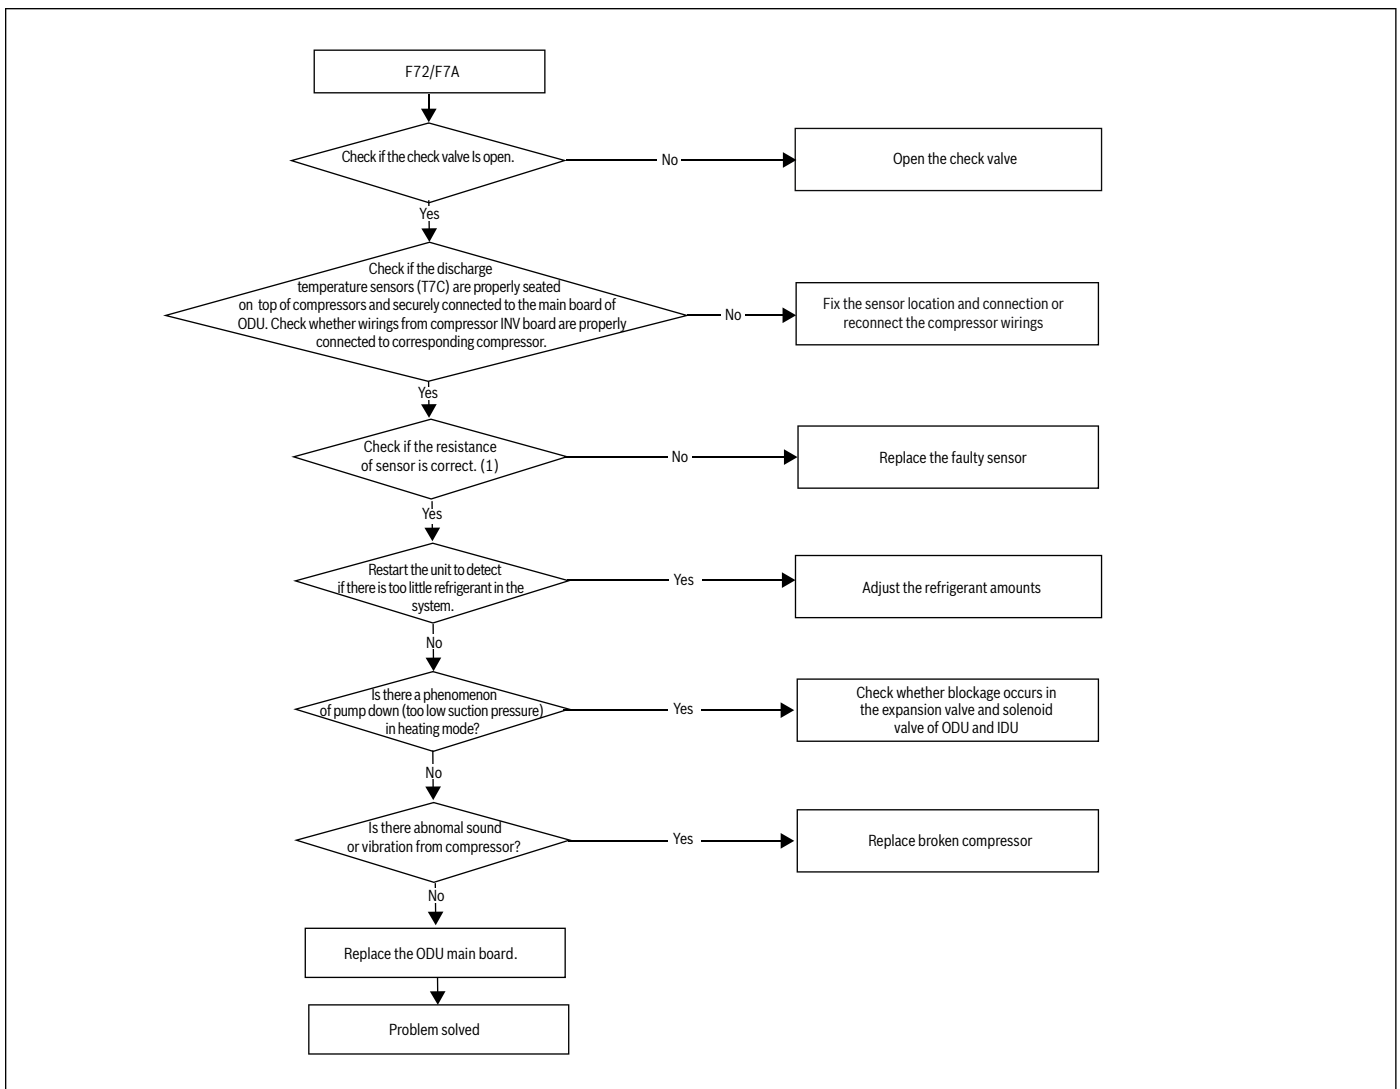 F72/F7A
Check if the check valve Is open.
No
Open the check valve
Yes
Check if the discharge
temperature sensors (T7C) are properly seated
on top of compressors and securely connected to the main board of
ODU. Check whether wirings from compressor INV board are properly
connected to corresponding compressor.
No
Fix the sensor location and connection or
reconnect the compressor wirings
Yes
Check if the resistance
of sensor is correct. (1)
No
Replace the faulty sensor
Yes
Restart the unit to detect
if there is too little refrigerant in the
system.
Yes
Adjust the refrigerant amounts
No
Is there a phenomenon
of pump down (too low suction pressure)
in heating mode?
Yes
Check whether blockage occurs in
the expansion valve and solenoid
valve of ODU and IDU
No
Is there abnomal sound
or vibration from compressor?
Yes
Replace broken compressor
No
Replace the ODU main board.
Problem solved